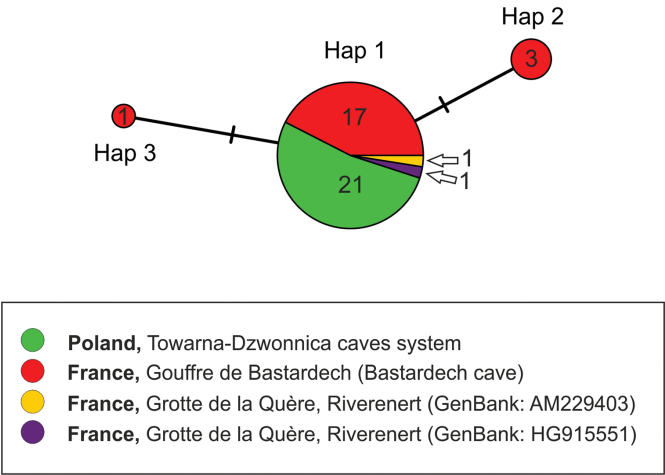 Hap 2
3
Hap 1
17
1
Hap 3
1
1
21
Poland, Towarna-Dzwonnica caves system
France, Gouffre de Bastardech (Bastardech cave)
France, Grotte de la Quère, Riverenert (GenBank: AM229403)
France, Grotte de la Quère, Riverenert (GenBank: HG915551)